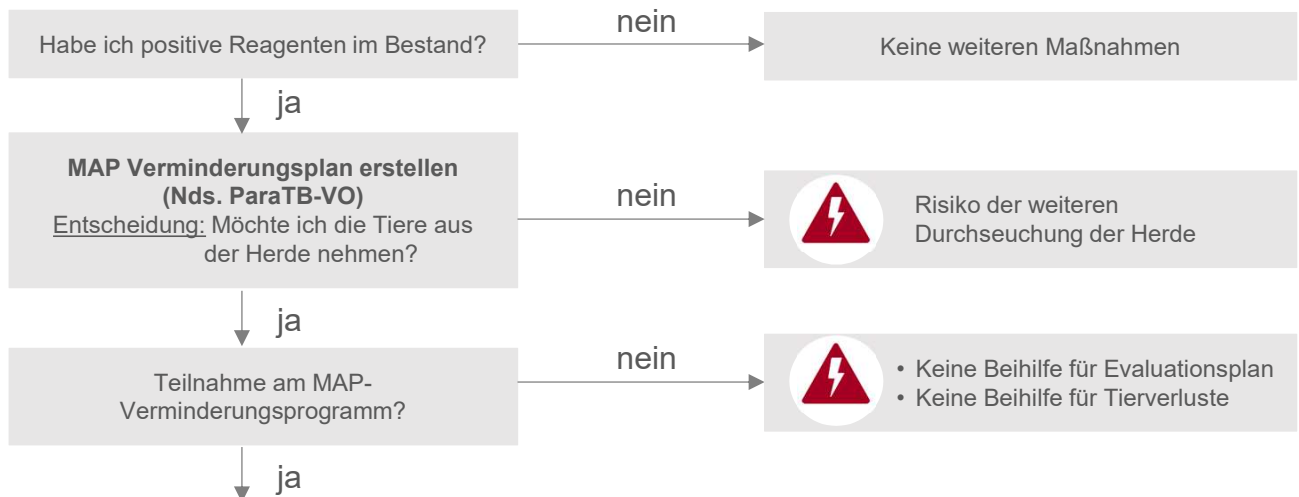 Habe ich positive Reagenten im Bestand?
nein
Keine weiteren Maßnahmen
ja
MAP Verminderungsplan erstellen
(Nds. ParaTB-VO)
Entscheidung: Möchte ich die Tiere aus
der Herde nehmen?
nein
Risiko der weiteren
Durchseuchung der Herde
ja
Teilnahme am MAP-
Verminderungsprogramm?
nein
• Keine Beihilfe für Evaluationsplan
• Keine Beihilfe für Tierverluste
ja